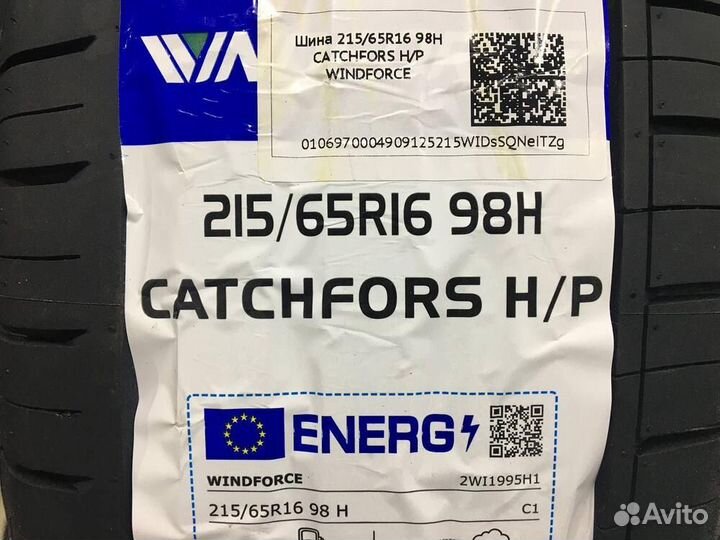 WIN
Шина 215/65R16 98H
CATCHFORS H/P
WINDFORCE
0106970004909125215WIDsSQNeITZg
215/65R16 98H
CATCHFORS H/P
ENERG
WINDFORCE 2WI1995H1
215/65R16 98 H C1
Avito